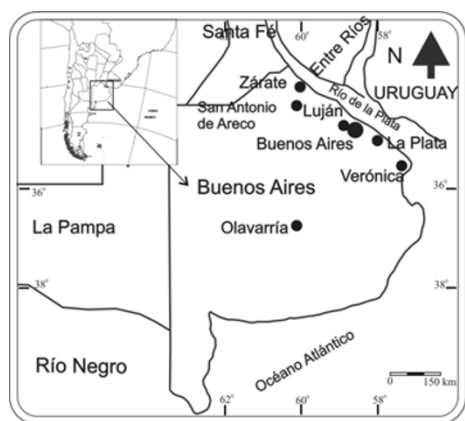 60°
58°
Santa Fé
Entre Ríos
N
Zárate
URUGUAY
San Antonio
de Areco
Luján
Río de la Plata
Buenos Aires
La Plata
Verónica
36°
Buenos Aires
36°
La Pampa
Olavarría
38°
38°
Río Negro
Océano Atlántico
0
150 km
62°
60°
58°